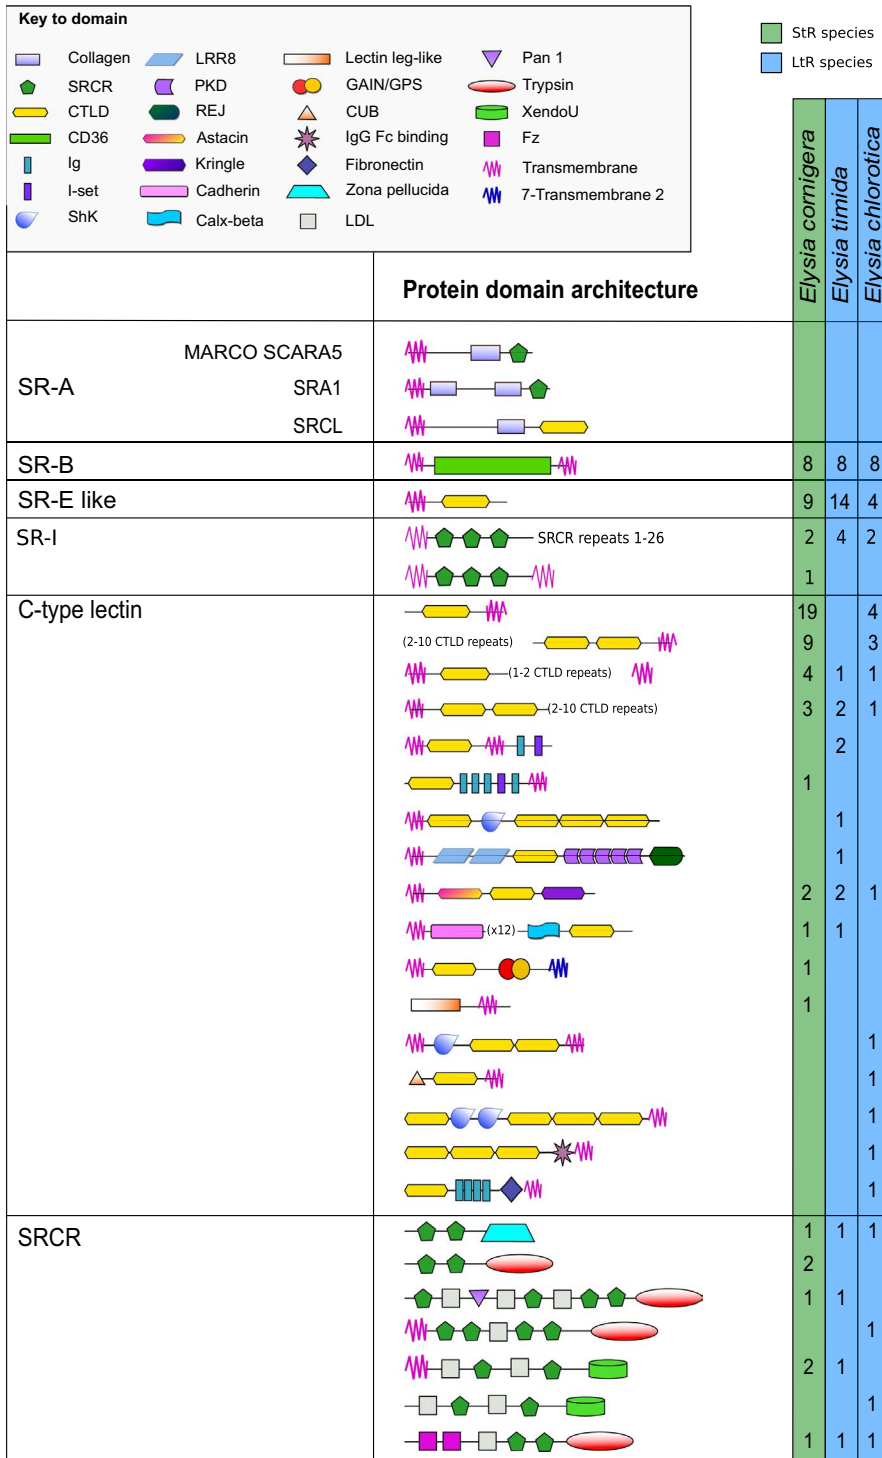 Key to domain
Collagen LRR8 Lectin leg-like Pan 1
SRCR PKD GAIN/GPS Trypsin
CTLD REJ CUB XendoU
CD36 Astacin IgG Fc binding Fz
Ig Kringle Fibronectin Transmembrane
I-set Cadherin Zona pellucida 7-Transmembrane 2
ShK Calx-beta LDL
StR species
LtR species
Elysia cornigera
Elysia timida
Elysia chlorotica
Protein domain architecture
MARCO SCARA5
SR-A SRA1
SRCL
SR-B 8 8 8
SR-E like 9 14 4
SR-I SRCR repeats 1-26 2 4 2
1
C-type lectin 19 4
(2-10 CTLD repeats) 9 3
(1-2 CTLD repeats) 4 1 1
(2-10 CTLD repeats) 3 2 1
2
1
1
1
2 2 1
(x12) 1 1
1
1
1
1
1
1
1
SRCR 1 1 1
2
1 1
1
2 1
1
1 1 1